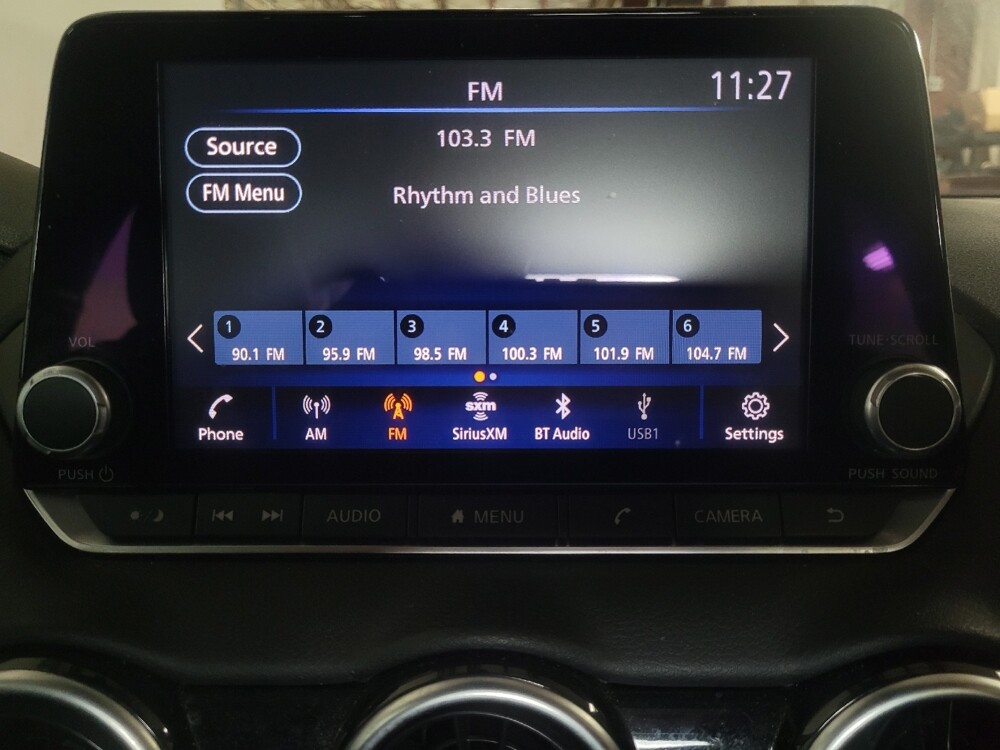 FM 11:27
Source 103.3 FM
FM Menu Rhythm and Blues
1 2 3 4 5 6
90.1 FM 95.9 FM 98.5 FM 100.3 FM 101.9 FM 104.7 FM
VOL TUNE·SCROLL
sxm
Phone AM FM SiriusXM BT Audio USB1 Settings
PUSH PUSH SOUND
AUDIO MENU CAMERA